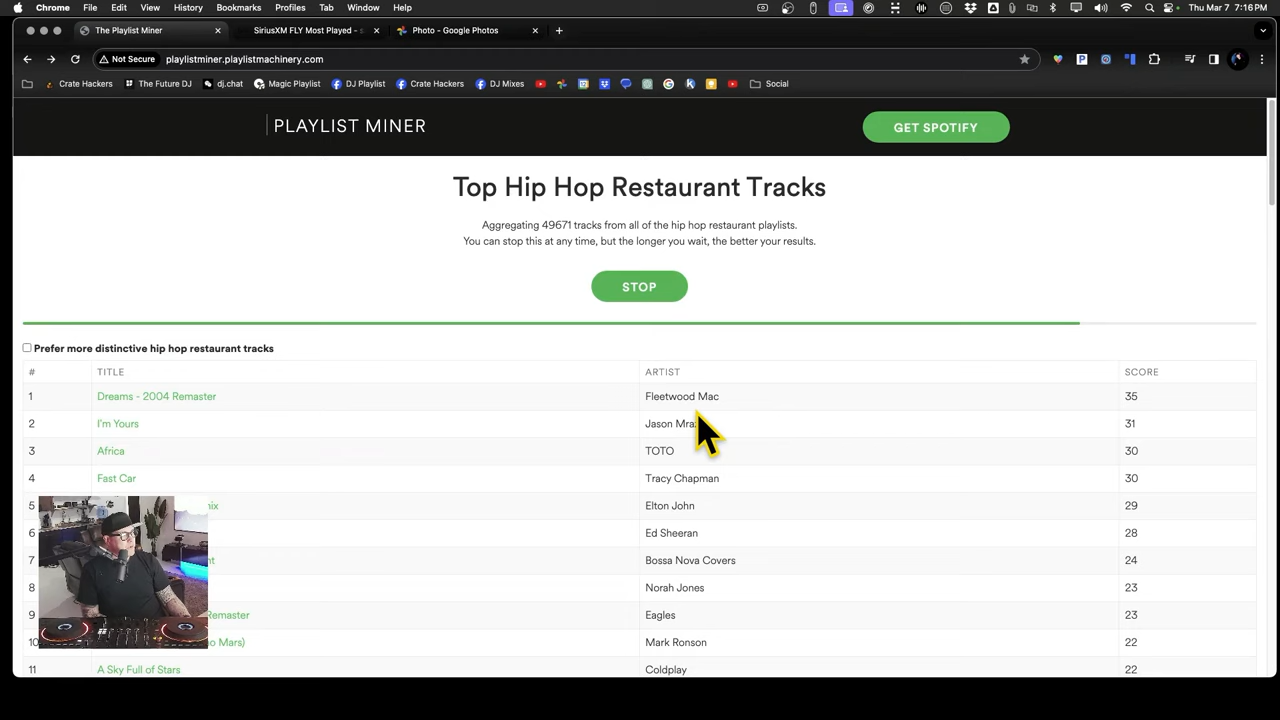 Chrome File Edit View History Bookmarks Profiles Tab Window Help Thu Mar 7 7:16 PM
The Playlist Miner SiriusXM FLY Most Played - Photo - Google Photos
Not Secure playlistminer.playlistmachinery.com
Crate Hackers The Future DJ dj.chat Magic Playlist DJ Playlist Crate Hackers DJ Mixes Social
PLAYLIST MINER GET SPOTIFY
Top Hip Hop Restaurant Tracks
Aggregating 49671 tracks from all of the hip hop restaurant playlists.
You can stop this at any time, but the longer you wait, the better your results.
STOP
Prefer more distinctive hip hop restaurant tracks
# TITLE ARTIST SCORE
1 Dreams - 2004 Remaster Fleetwood Mac 35
2 I'm Yours Jason Mraz 31
3 Africa TOTO 30
4 Fast Car Tracy Chapman 30
5 Elton John 29
6 Ed Sheeran 28
7 Bossa Nova Covers 24
8 Norah Jones 23
9 Remaster Eagles 23
10 Mars) Mark Ronson 22
11 A Sky Full of Stars Coldplay 22